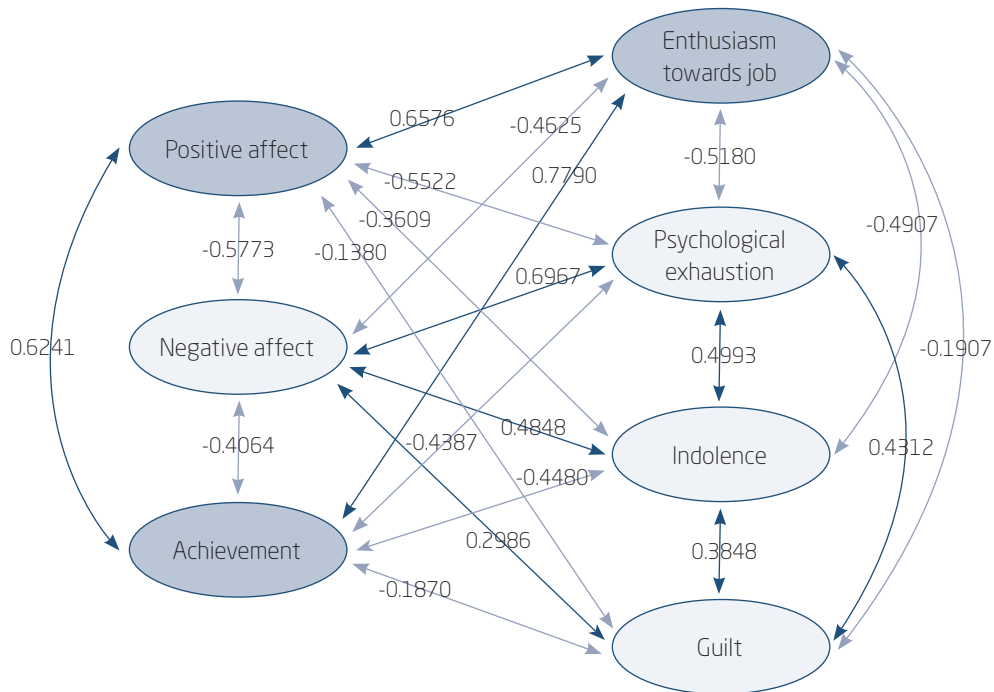 Enthusiasm
towards job
0.6576
-0.4625
Positive affect
-0.5180
0.7790
-0.5522
-0.3609
-0.4907
-0.5773
-0.1380
Psychological
exhaustion
0.6967
0.6241
Negative affect
0.4993
-0.1907
0.4848
-0.4064
-0.4387
0.4312
Indolence
-0.4480
Achievement
0.2986
0.3848
-0.1870
Guilt